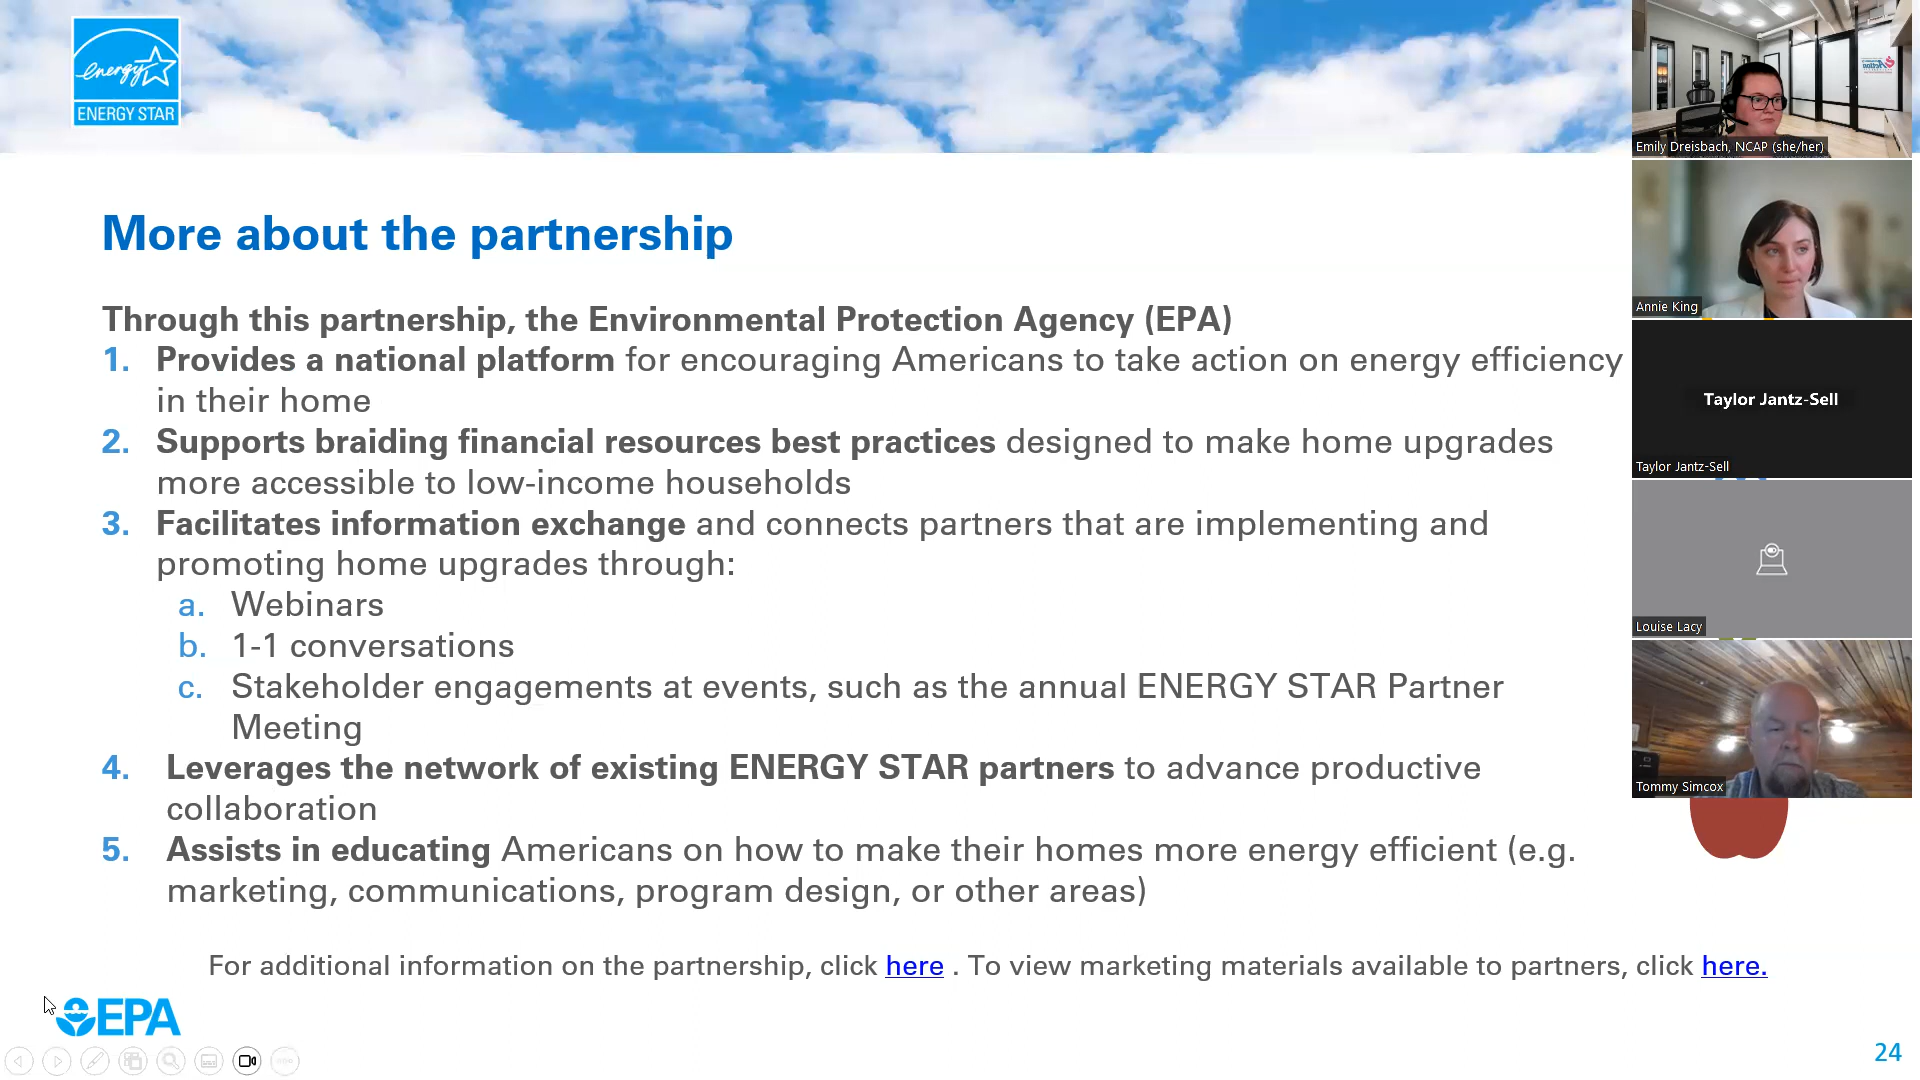 energy
ENERGY STAR
More about the partnership
Through this partnership, the Environmental Protection Agency (EPA)
1. Provides a national platform for encouraging Americans to take action on energy efficiency
in their home
2. Supports braiding financial resources best practices designed to make home upgrades
more accessible to low-income households
3. Facilitates information exchange and connects partners that are implementing and
promoting home upgrades through:
a. Webinars
b. 1-1 conversations
c. Stakeholder engagements at events, such as the annual ENERGY STAR Partner
Meeting
4. Leverages the network of existing ENERGY STAR partners to advance productive
collaboration
5. Assists in educating Americans on how to make their homes more energy efficient (e.g.
marketing, communications, program design, or other areas)
For additional information on the partnership, click here . To view marketing materials available to partners, click here.
EPA
24
Emily Dreisbach, NCAP (she/her)
Annie King
Taylor Jantz-Sell
Taylor Jantz-Sell
Louise Lacy
Tommy Simcox